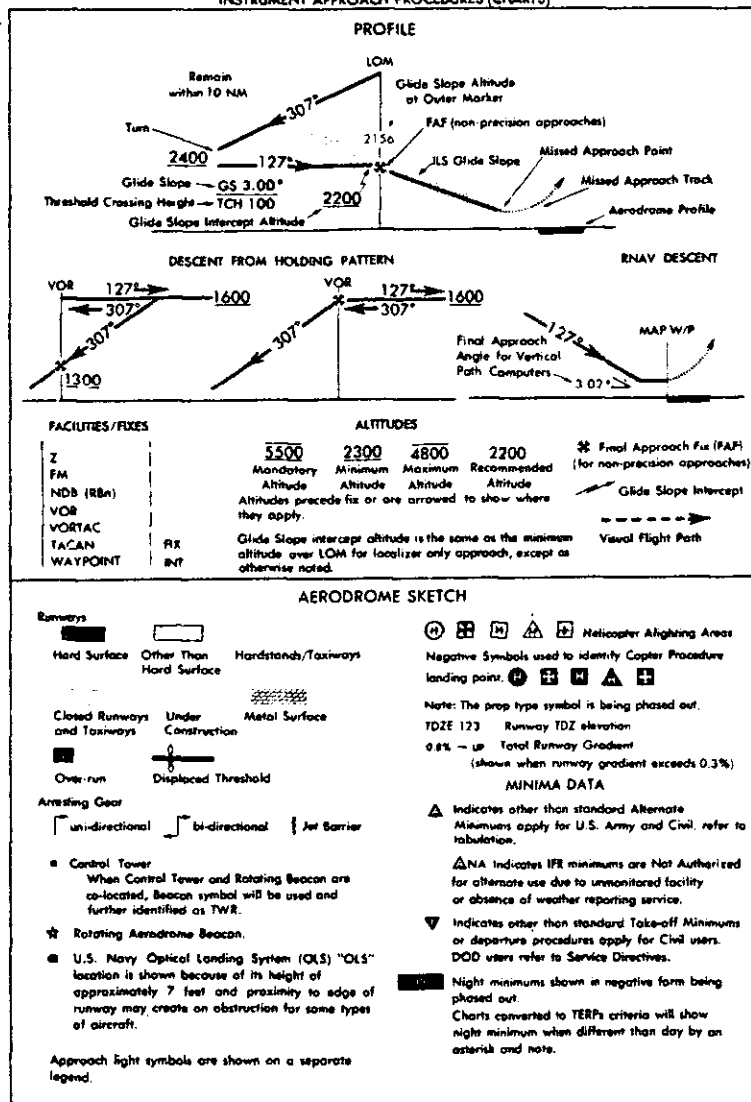 INSTRUMENT APPROACH PROCEDURES (CHARTS)
PROFILE
LOM
Remain
within 10 NM
Glide Slope Altitude
at Outer Marker
307°
FAF (non-precision approaches)
Turn
2156
ILS Glide Slope
Missed Approach Point
2400
127°
Missed Approach Track
Glide Slope GS 3.00°
2200
Threshold Crossing Height TCH 100
Aerodrome Profile
Glide Slope Intercept Altitude
DESCENT FROM HOLDING PATTERN
RNAV DESCENT
VOR
127°
1600
307°
307°
1300
VOR
127°
1600
307°
307°
127°
MAP W/P
Final Approach
Angle for Vertical
Path Computers
3.02°
FACILITIES/FIXES
Z
FM
NDB (RBn)
VOR
VORTAC
TACAN FIX
WAYPOINT INT
ALTITUDES
5500 2300 4800 2200
Mandatory Minimum Maximum Recommended
Altitude Altitude Altitude Altitude
Altitudes precede fix or are arrowed to show where
they apply.
Glide Slope intercept altitude is the same as the minimum
altitude over LOM for localizer only approach, except as
otherwise noted.
Final Approach Fix (FAF)
(for non-precision approaches)
Glide Slope Intercept
Visual Flight Path
AERODROME SKETCH
Runways
Hard Surface Other Than Hardstands/Taxiways
Hard Surface
Closed Runways Under Metal Surface
and Taxiways Construction
Over-run Displaced Threshold
Arresting Gear
uni-directional bi-directional Jet Barrier
Control Tower
When Control Tower and Rotating Beacon are
co-located, Beacon symbol will be used and
further identified as TWR.
Rotating Aerodrome Beacon.
U.S. Navy Optical Landing System (OLS) "OLS"
location is shown because of its height of
approximately 7 feet and proximity to edge of
runway may create an obstruction for some types
of aircraft.
Approach light symbols are shown on a separate
legend.
H H H Helicopter Alighting Areas
Negative Symbols used to identify Copter Procedure
landing point. H H H
Note: The prop type symbol is being phased out.
TDZE 123 Runway TDZ elevation
0.8% → UP Total Runway Gradient
(shown when runway gradient exceeds 0.3%)
MINIMA DATA
A Indicates other than standard Alternate
Minimums apply for U.S. Army and Civil, refer to
tabulation.
A NA Indicates IFR minimums are Not Authorized
for alternate use due to unmonitored facility
or absence of weather reporting service.
T Indicates other than standard Take-off Minimums
or departure procedures apply for Civil users.
DOD users refer to Service Directives.
Night minimums shown in negative form being
phased out.
Charts converted to TERPs criteria will show
night minimum when different than day by an
asterisk and note.